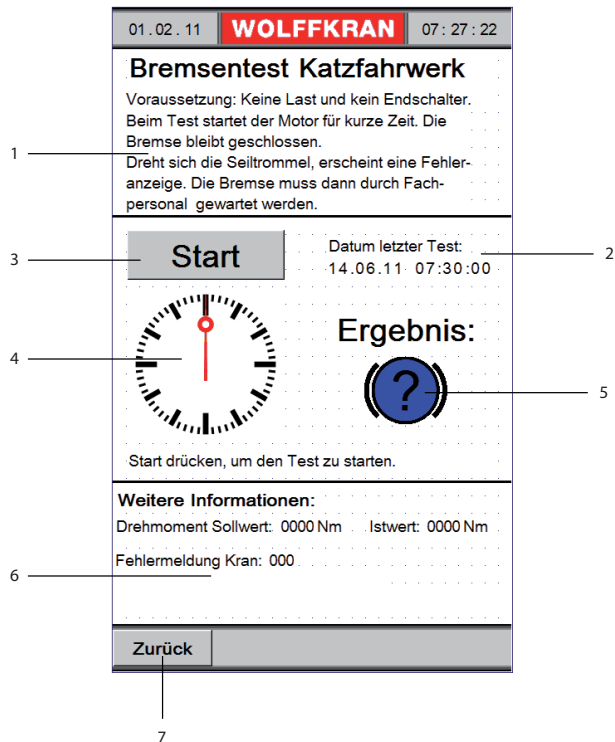 01.02.11 WOLFFKRAN 07:27:22
Bremsentest Katzfahrwerk
Voraussetzung: Keine Last und kein Endschalter.
Beim Test startet der Motor für kurze Zeit. Die
Bremse bleibt geschlossen.
Dreht sich die Seiltrommel, erscheint eine Fehler-
anzeige. Die Bremse muss dann durch Fach-
personal gewartet werden.
1
Start
3
Datum letzter Test:
14.06.11 07:30:00
2
4
Ergebnis:
?
5
Start drücken, um den Test zu starten.
Weitere Informationen:
Drehmoment Sollwert: 0000 Nm Istwert: 0000 Nm
Fehlermeldung Kran: 000
6
Zurück
7